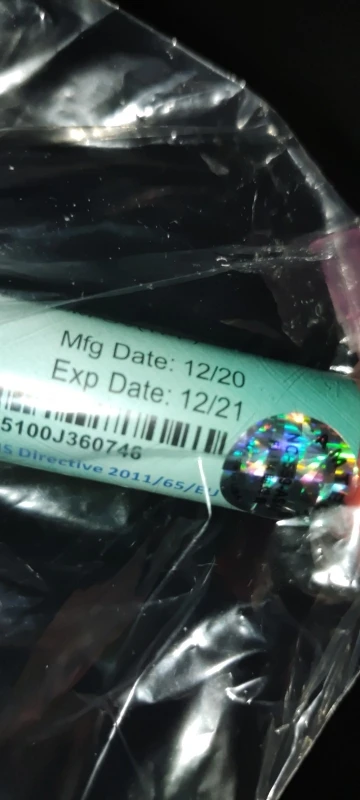 Mfg Date: 12/20
Exp Date: 12/21
5100J360746
S Directive 2011/65/EU